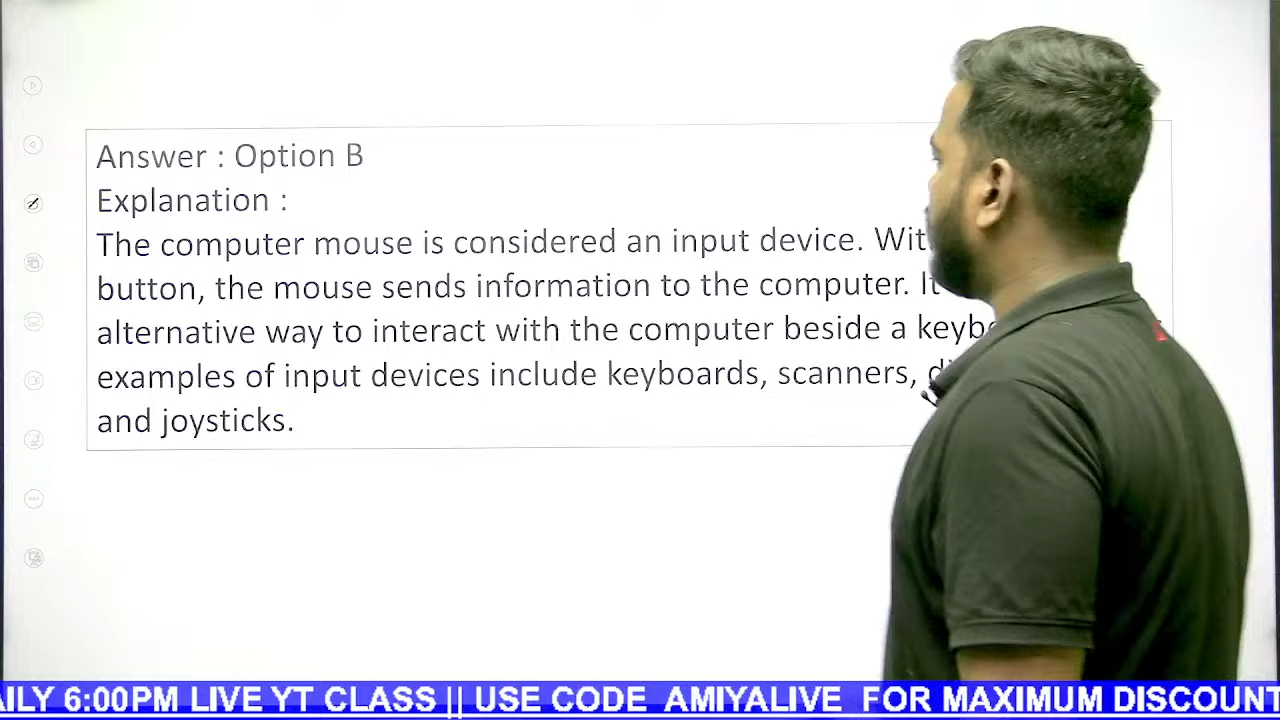 Answer : Option B
Explanation :
The computer mouse is considered an input device.
button, the mouse sends information to the computer. It
alternative way to interact with the computer beside a
examples of input devices include keyboards, scanners,
and joysticks.
AILY 6:00PM LIVE YT CLASS || USE CODE AMIYALIVE FOR MAXIMUM DISCOUNT